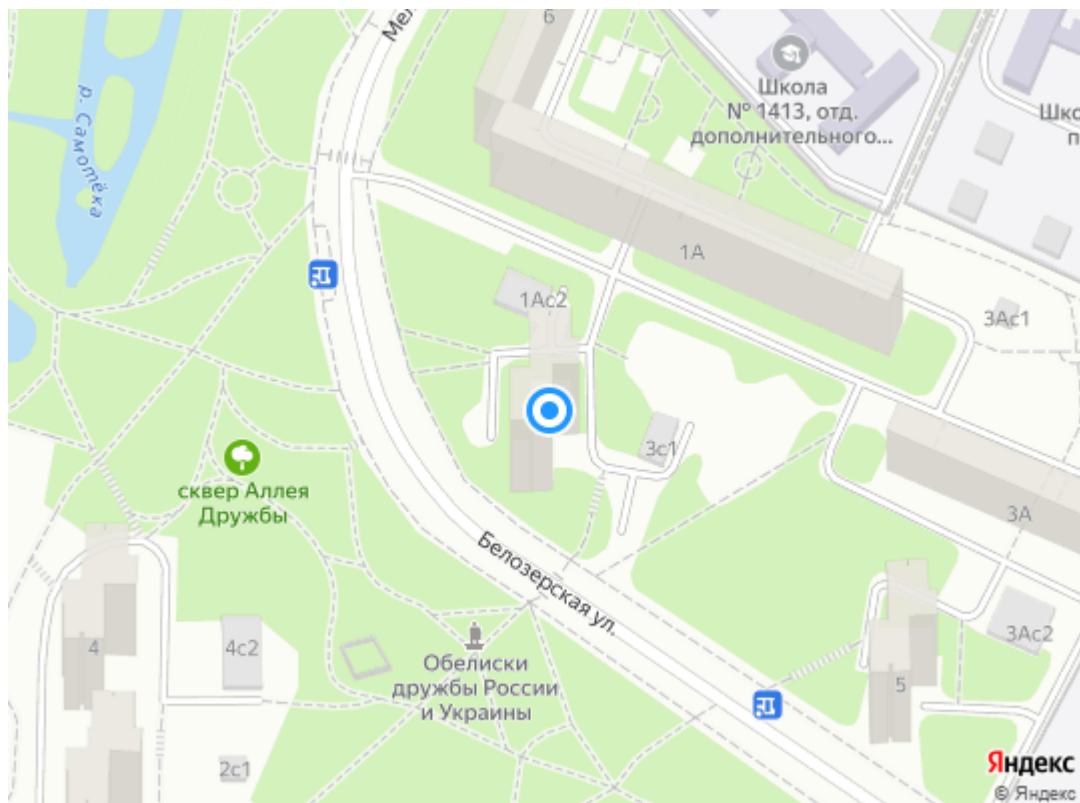 Мел
6
Школа
№ 1413, отд.
дополнительного...
Шко
п
р. Самотёка
1А
1Ас2
3Ас1
3с1
сквер Аллея
Дружбы
3А
Белозерская ул.
4
4с2
3Ас2
Обелиски
дружбы России
и Украины
5
2с1
Яндекс
© Яндекс